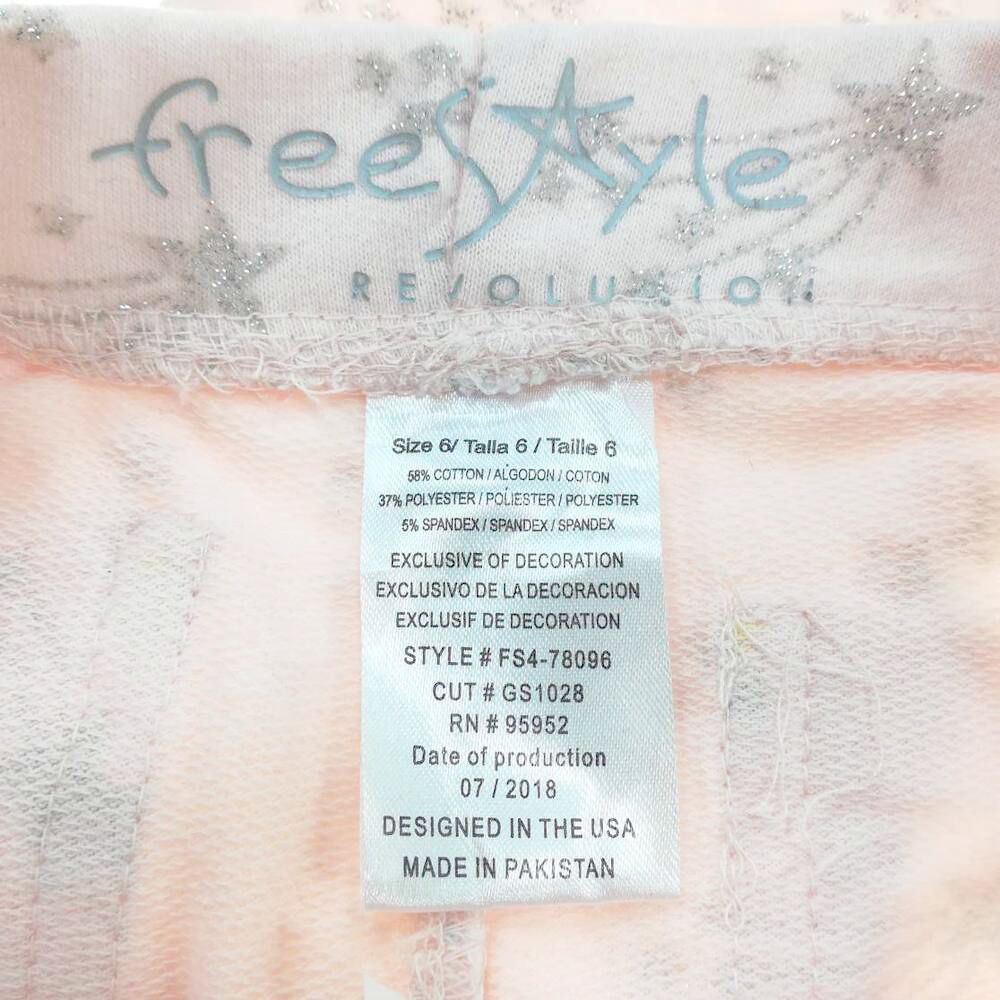 freestyle
REVOLUTION
Size 6/ Talla 6 / Taille 6
58% COTTON / ALGODON / COTON
37% POLYESTER / POLIESTER / POLYESTER
5% SPANDEX / SPANDEX / SPANDEX
EXCLUSIVE OF DECORATION
EXCLUSIVO DE LA DECORACION
EXCLUSIF DE DECORATION
STYLE # FS4-78096
CUT # GS1028
RN # 95952
Date of production
07 / 2018
DESIGNED IN THE USA
MADE IN PAKISTAN